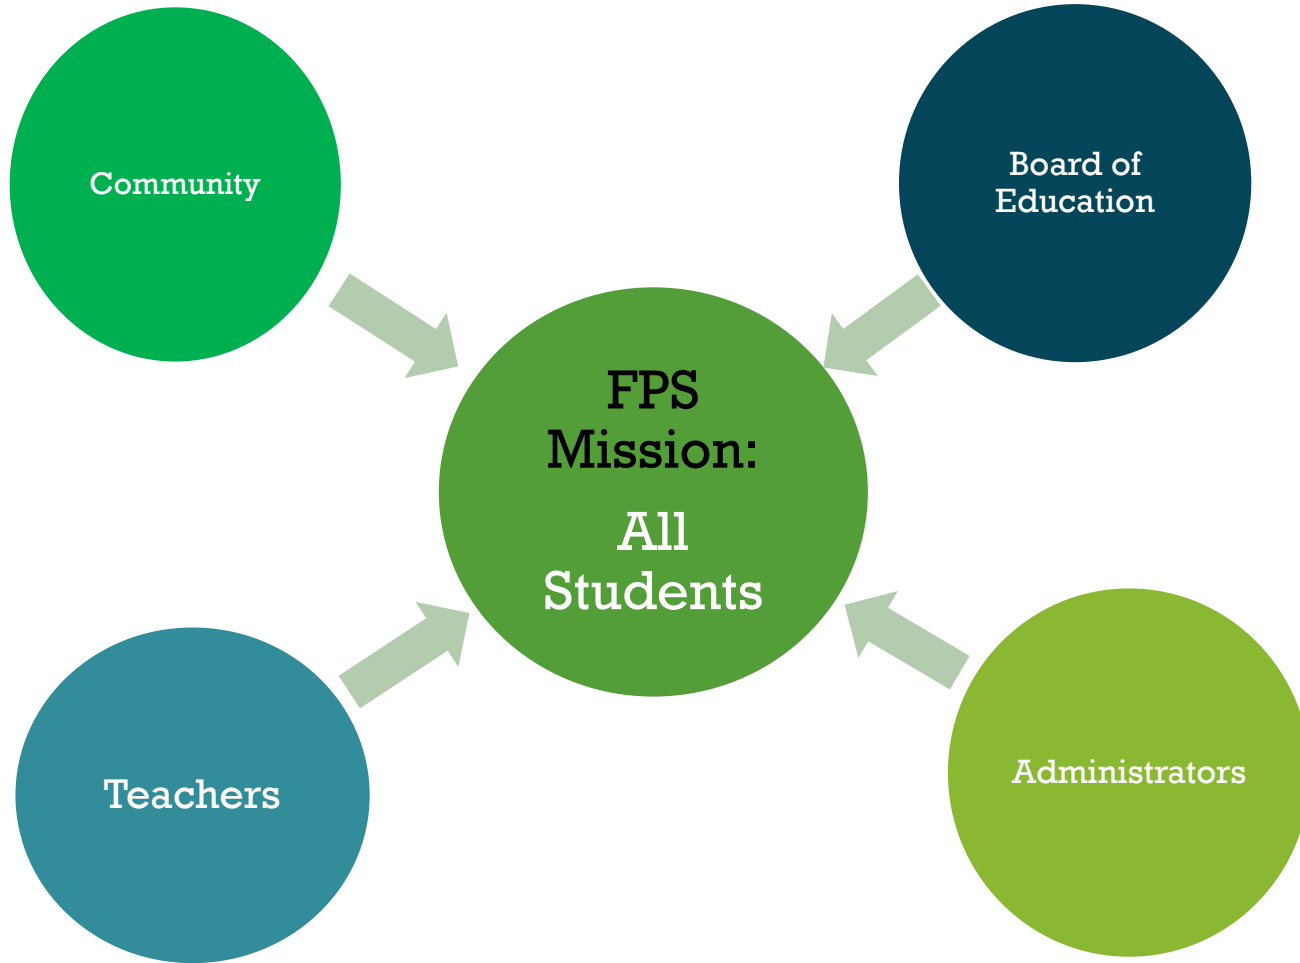 Community
Board of
Education
FPS
Mission:
All
Students
Teachers
Administrators